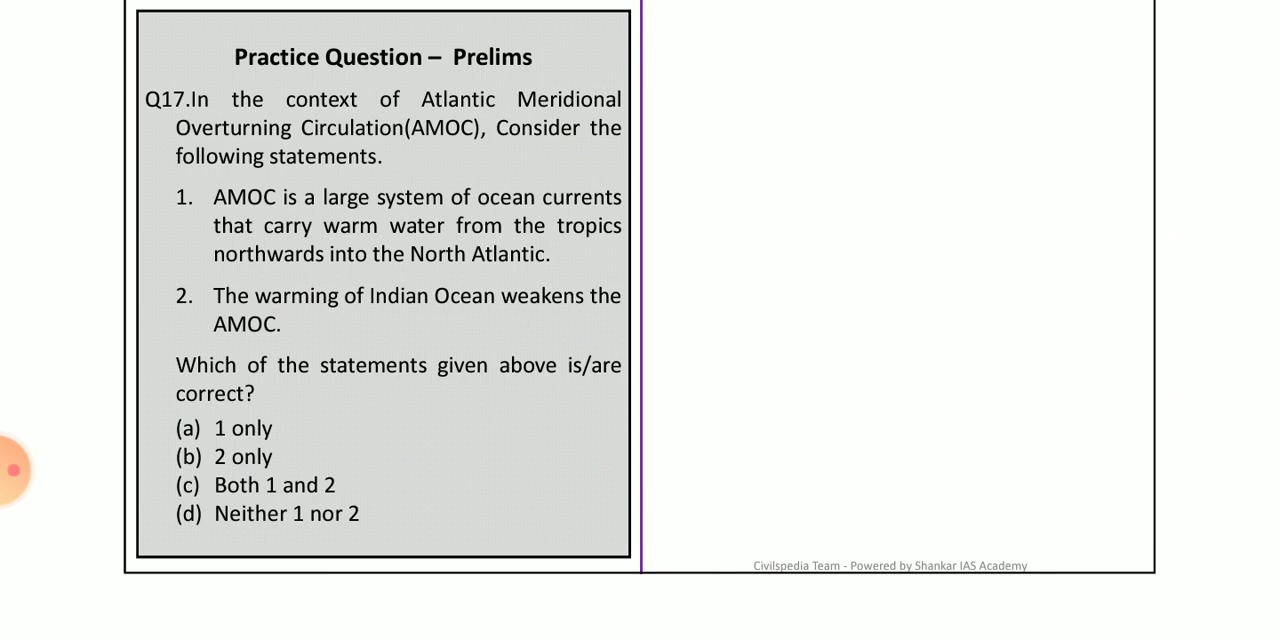 Practice Question – Prelims
Q17.In the context of Atlantic Meridional
Overturning Circulation(AMOC), Consider the
following statements.
1. AMOC is a large system of ocean currents
that carry warm water from the tropics
northwards into the North Atlantic.
2. The warming of Indian Ocean weakens the
AMOC.
Which of the statements given above is/are
correct?
(a) 1 only
(b) 2 only
(c) Both 1 and 2
(d) Neither 1 nor 2
Civilspedia Team - Powered by Shankar IAS Academy